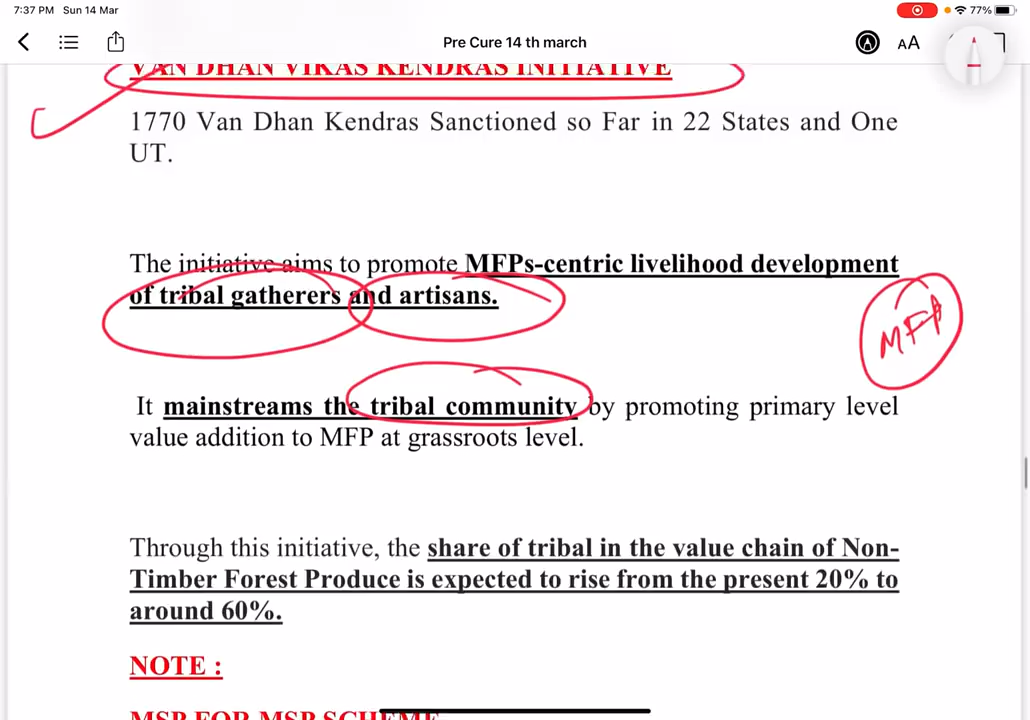 7:37 PM Sun 14 Mar
77%
Pre Cure 14 th march
AA
VAN DHAN VIKAS KENDRAS INITIATIVE
1770 Van Dhan Kendras Sanctioned so Far in 22 States and One
UT.
The initiative aims to promote MFPs-centric livelihood development
of tribal gatherers and artisans.
MFP
It mainstreams the tribal community by promoting primary level
value addition to MFP at grassroots level.
Through this initiative, the share of tribal in the value chain of Non-
Timber Forest Produce is expected to rise from the present 20% to
around 60%.
NOTE :
MSP FOR MSP SCHEME